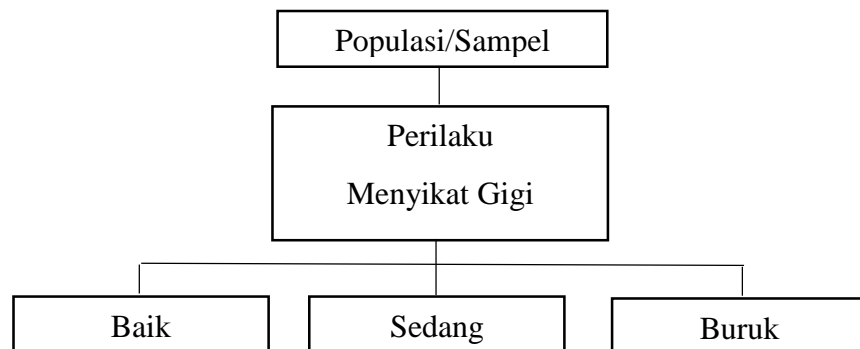 Populasi/Sampel
Perilaku
Menyikat Gigi
Baik
Sedang
Buruk